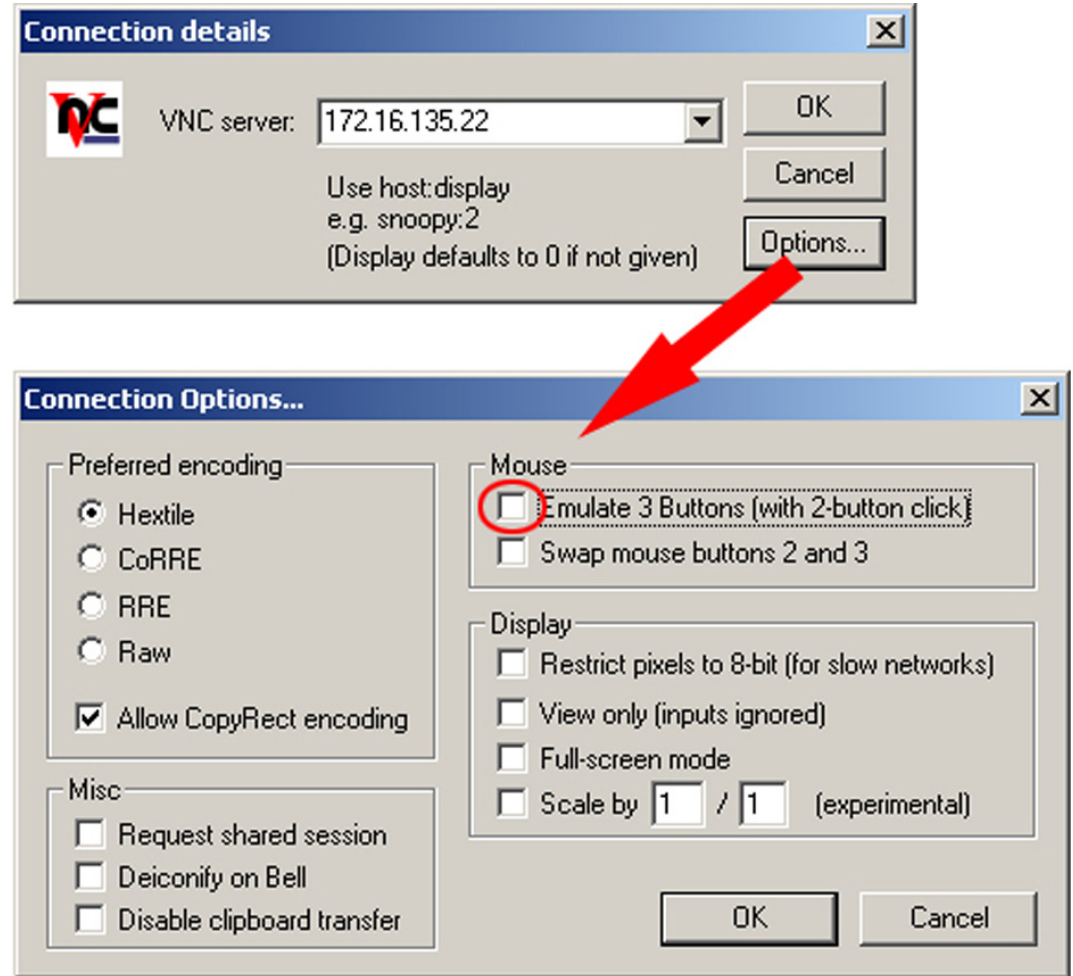 Connection details
VNC
VNC server:
172.16.135.22
OK
Use host:display
e.g. snoopy:2
(Display defaults to 0 if not given)
Cancel
Options...
Connection Options...
Preferred encoding
Hextile
CoRRE
RRE
Raw
Allow CopyRect encoding
Misc
Request shared session
Deiconify on Bell
Disable clipboard transfer
Mouse
Emulate 3 Buttons (with 2-button click)
Swap mouse buttons 2 and 3
Display
Restrict pixels to 8-bit (for slow networks)
View only (inputs ignored)
Full-screen mode
Scale by 1 / 1 (experimental)
OK
Cancel